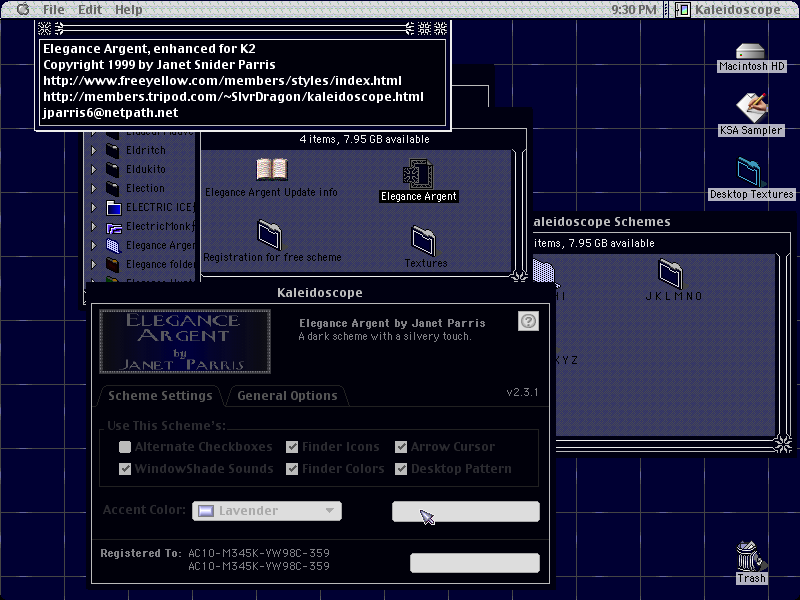 File Edit Help
9:30 PM
Kaleidoscope
Elegance Argent, enhanced for K2
Copyright 1999 by Janet Snider Parris
http://www.freeyellow.com/members/styles/index.html
http://members.tripod.com/~SlvrDragon/kaleidoscope.html
jparris6@netpath.net
Macintosh HD
KSA Sampler
Desktop Textures
4 items, 7.95 GB available
Eldritch
Eldukito
Election
ELECTRIC ICE
ElectricMonk
Elegance Argen
Elegance folder
Elegance Argent Update info
Elegance Argent
Registration for free scheme
Textures
aleidoscope Schemes
items, 7.95 GB available
H I
J K L M N O
X Y Z
Kaleidoscope
ELEGANCE
ARGENT
by
JANET PARRIS
Elegance Argent by Janet Parris
A dark scheme with a silvery touch.
?
Scheme Settings
General Options
v2.3.1
Use This Scheme's:
Alternate Checkboxes
Finder Icons
Arrow Cursor
WindowShade Sounds
Finder Colors
Desktop Pattern
Accent Color:
Lavender
Registered To: AC10-M345K-YW98C-359
AC10-M345K-YW98C-359
Trash